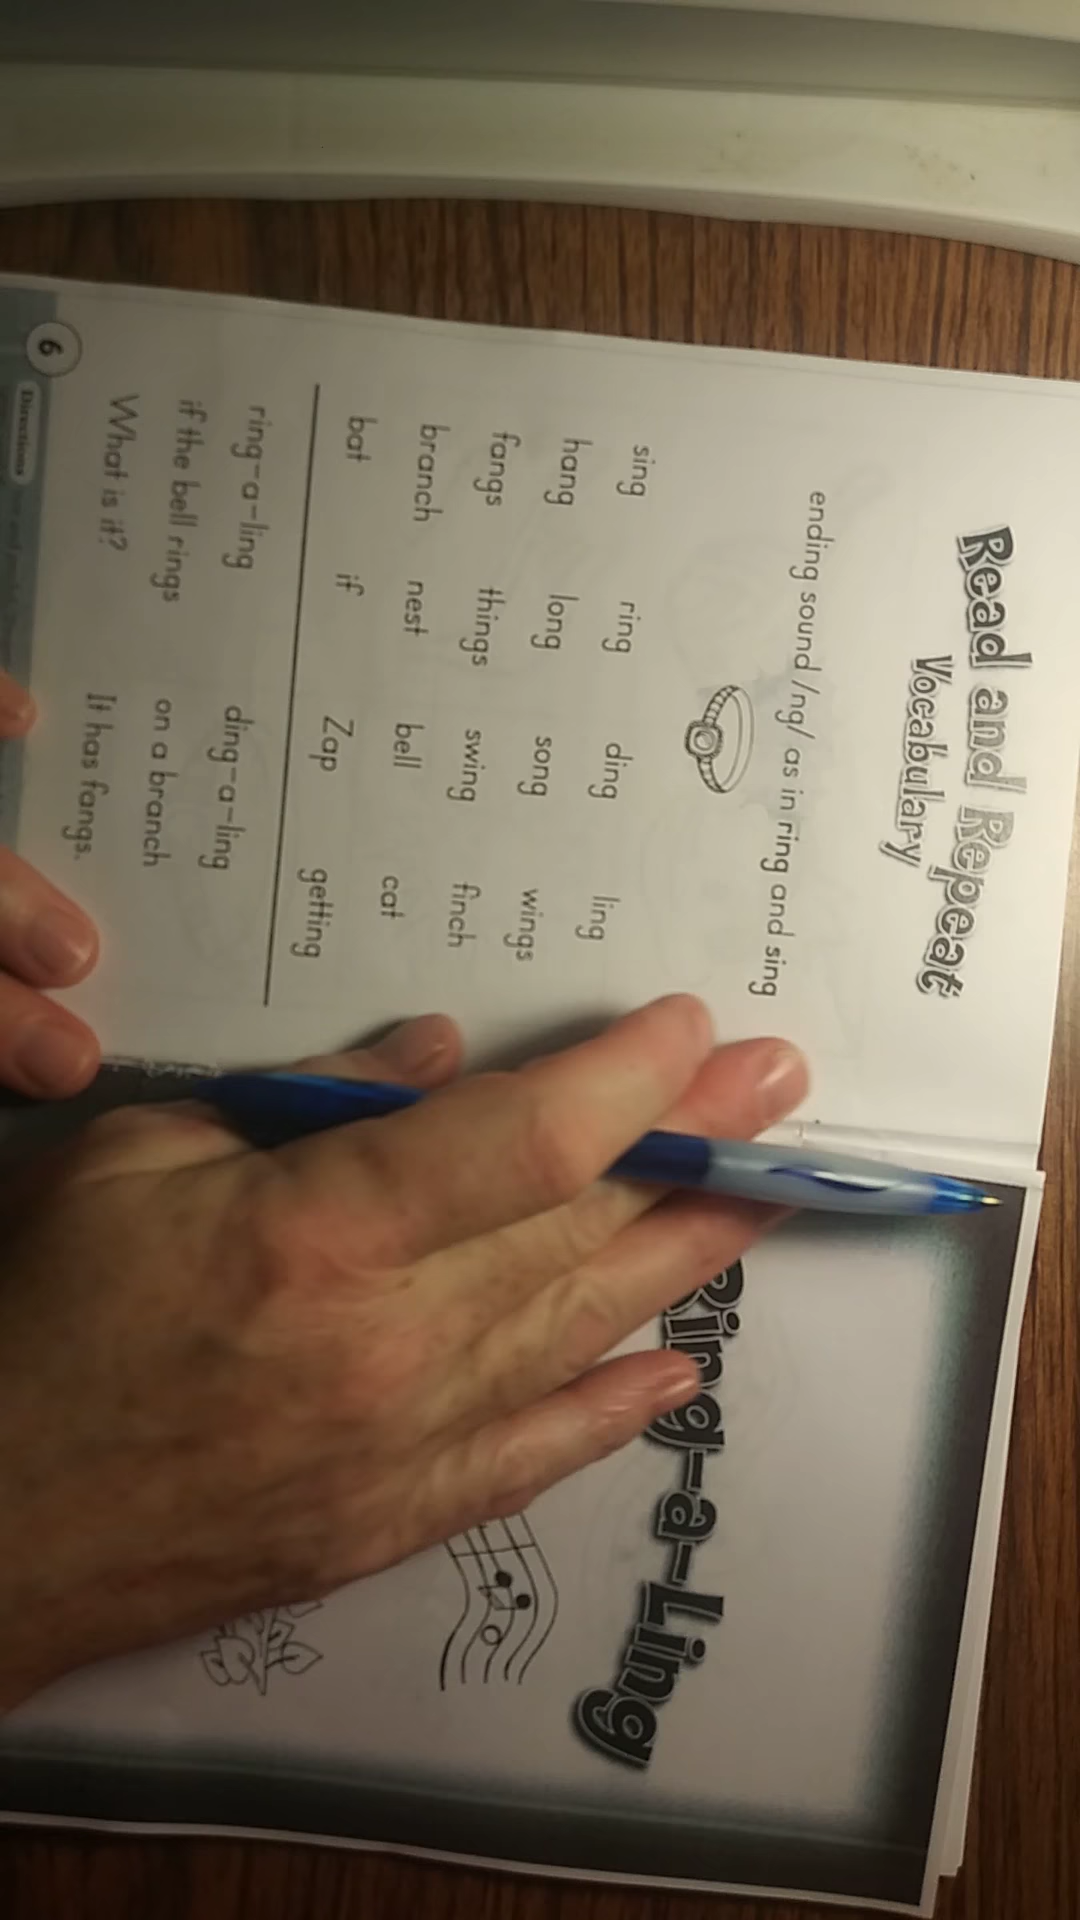 Read and Repeat
Vocabulary
ending sound /ng/ as in ring and sing
sing ring ding ling
hang long song wings
fangs things swing finch
branch nest bell cat
bat if Zap getting
ring-a-ling ding-a-ling
if the bell rings on a branch
What is it? It has fangs.
6
Directions
Ring-a-Ling